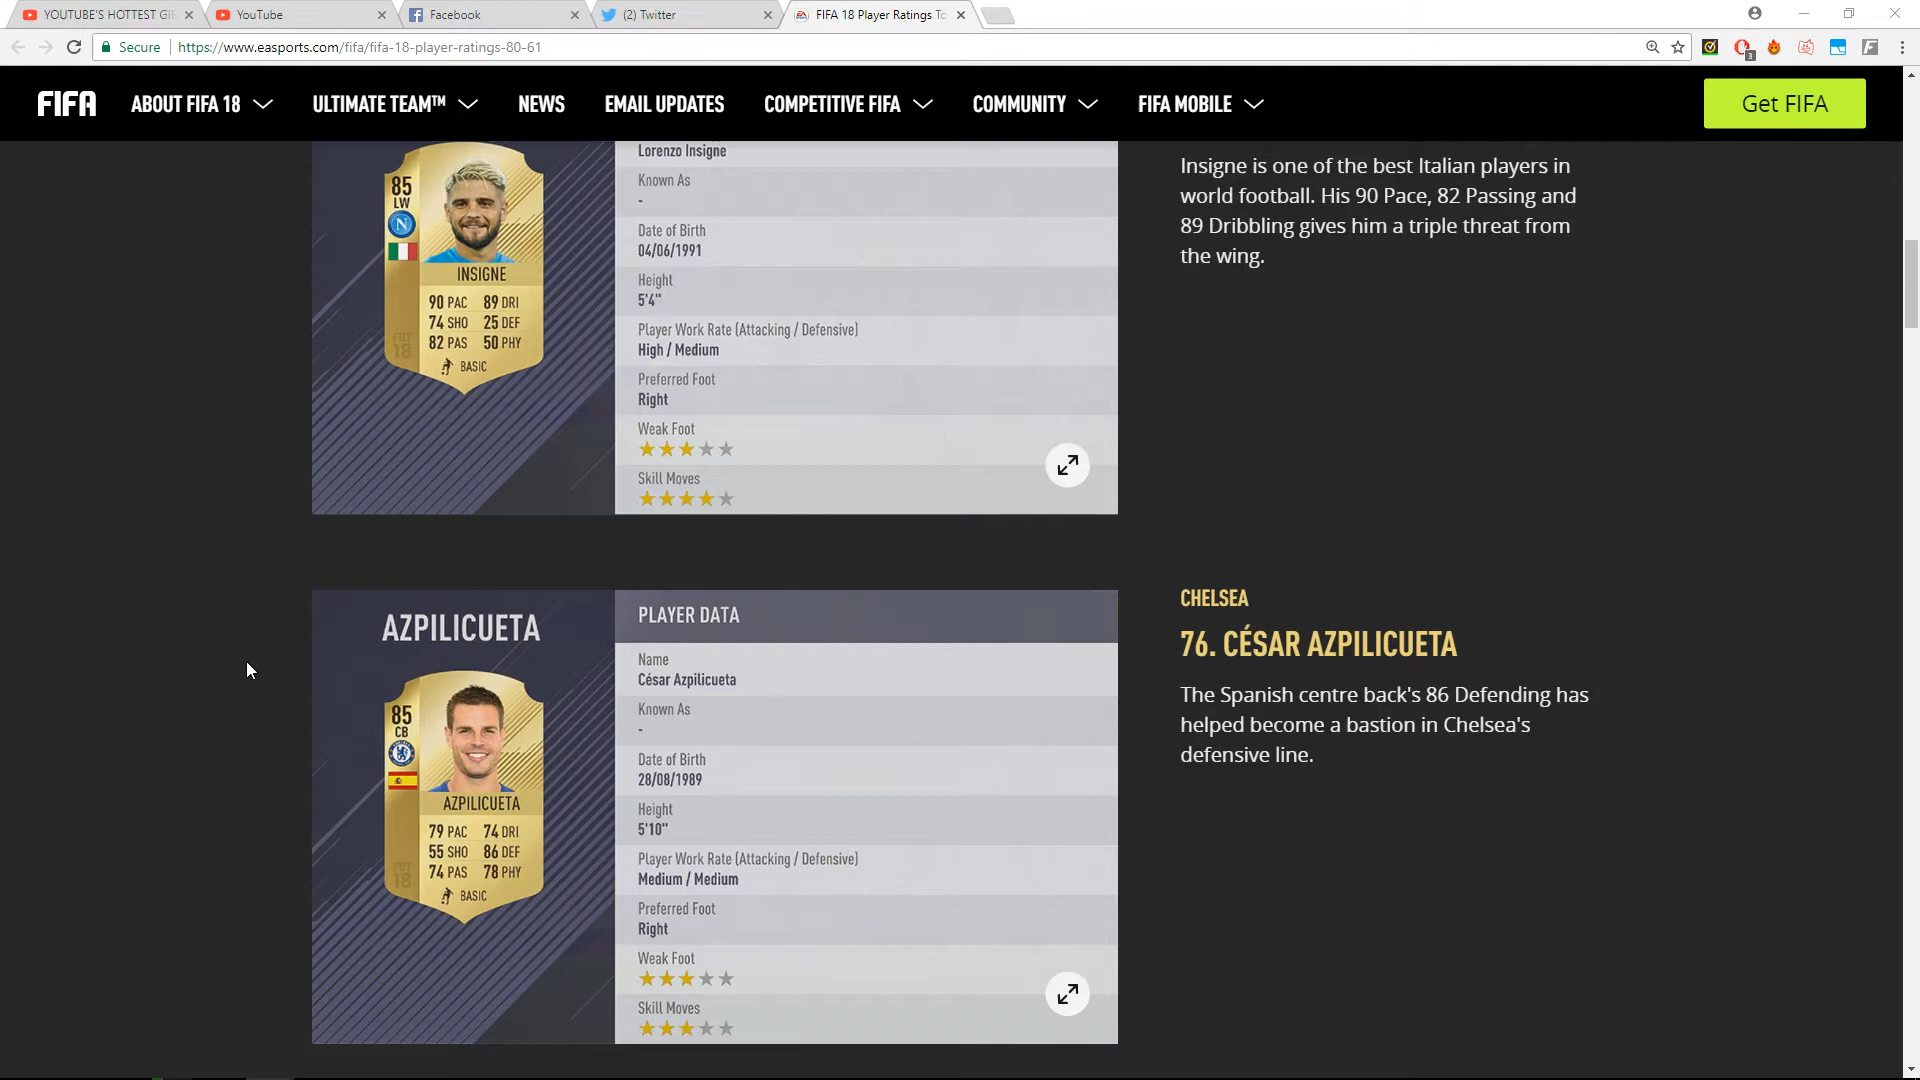 YOUTUBE'S HOTTEST GI
YouTube
Facebook
(2) Twitter
FIFA 18 Player Ratings To
Secure
https://www.easports.com/fifa/fifa-18-player-ratings-80-61
3
FIFA
ABOUT FIFA 18
ULTIMATE TEAM™
NEWS
EMAIL UPDATES
COMPETITIVE FIFA
COMMUNITY
FIFA MOBILE
Get FIFA
85
LW
N
INSIGNE
90 PAC 89 DRI
74 SHO 25 DEF
82 PAS 50 PHY
FUT
18
BASIC
Lorenzo Insigne
Known As
-
Date of Birth
04/06/1991
Height
5'4"
Player Work Rate (Attacking / Defensive)
High / Medium
Preferred Foot
Right
Weak Foot
Skill Moves
Insigne is one of the best Italian players in
world football. His 90 Pace, 82 Passing and
89 Dribbling gives him a triple threat from
the wing.
AZPILICUETA
85
CB
AZPILICUETA
79 PAC 74 DRI
55 SHO 86 DEF
74 PAS 78 PHY
FUT
18
BASIC
PLAYER DATA
Name
César Azpilicueta
Known As
-
Date of Birth
28/08/1989
Height
5'10"
Player Work Rate (Attacking / Defensive)
Medium / Medium
Preferred Foot
Right
Weak Foot
Skill Moves
CHELSEA
76. CÉSAR AZPILICUETA
The Spanish centre back's 86 Defending has
helped become a bastion in Chelsea's
defensive line.